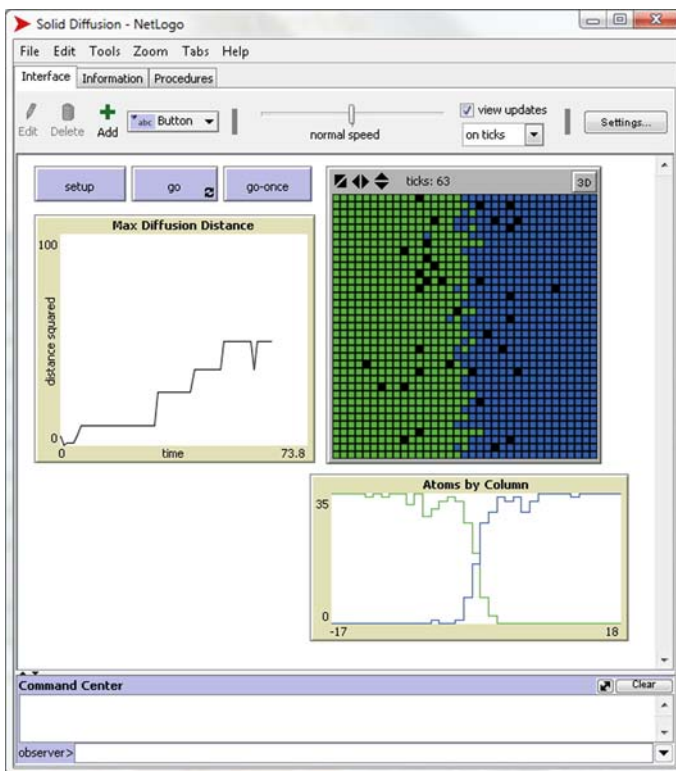 Solid Diffusion - NetLogo
File Edit Tools Zoom Tabs Help
Interface Information Procedures
Edit Delete Add abc Button normal speed view updates on ticks Settings...
setup go go-once
ticks: 63 3D
Max Diffusion Distance
100
distance squared
0
0 time 73.8
Atoms by Column
35
0
-17 18
Command Center Clear
observer>